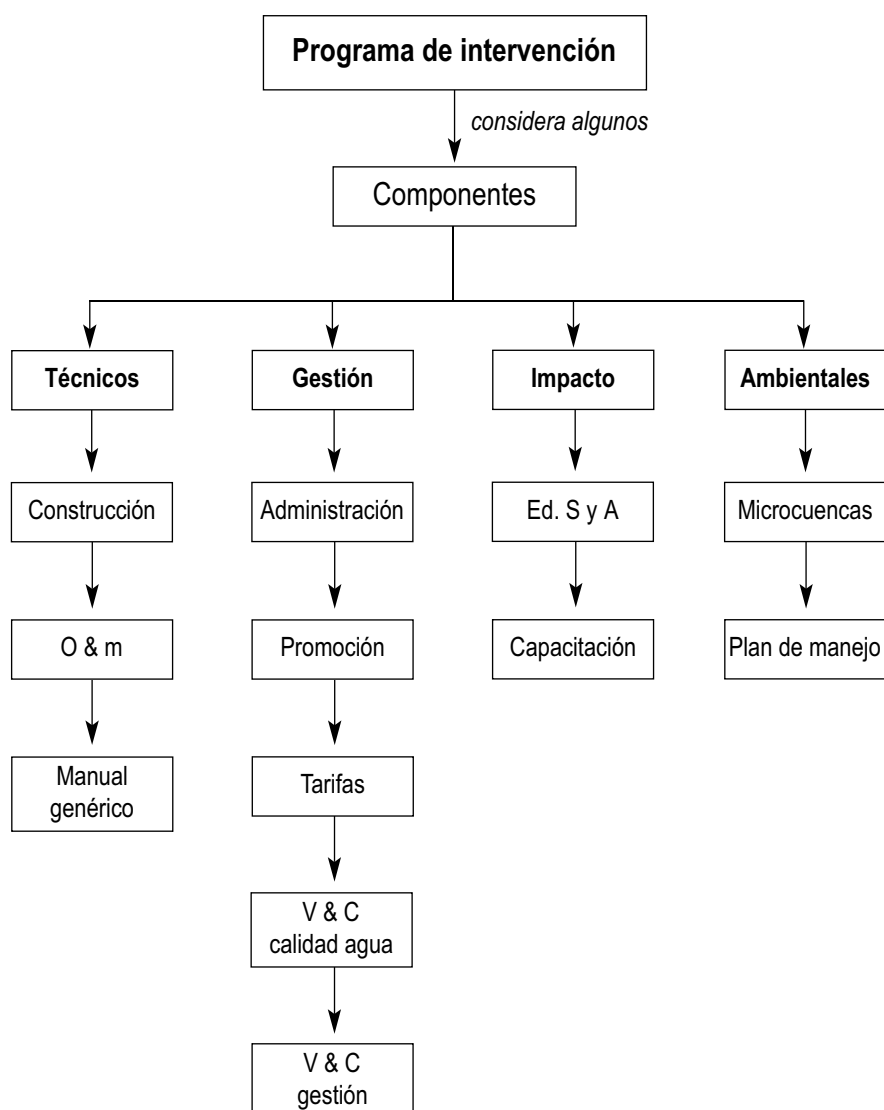 Programa de intervención
considera algunos
Componentes
Técnicos
Gestión
Impacto
Ambientales
Construcción
Administración
Ed. S y A
Microcuencas
O & m
Promoción
Capacitación
Plan de manejo
Manual
genérico
Tarifas
V & C
calidad agua
V & C
gestión